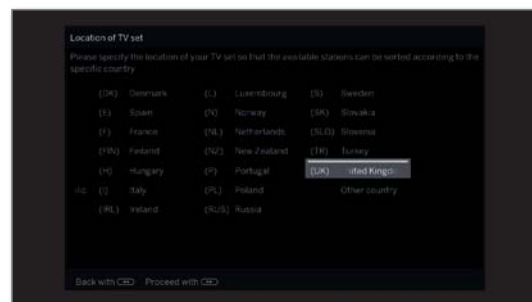 Location of TV set
Please specify the location of your TV set so that the available stations can be sorted according to the
specific country
(DK) Denmark (L) Luxembourg (S) Sweden
(E) Spain (N) Norway (SK) Slovakia
(F) France (NL) Netherlands (SLO) Slovenia
(FIN) Finland (NZ) New Zealand (TR) Turkey
(H) Hungary (P) Portugal (UK) nited Kingd
(I) Italy (PL) Poland Other country
(IRL) Ireland (RUS) Russia
Back with Proceed with